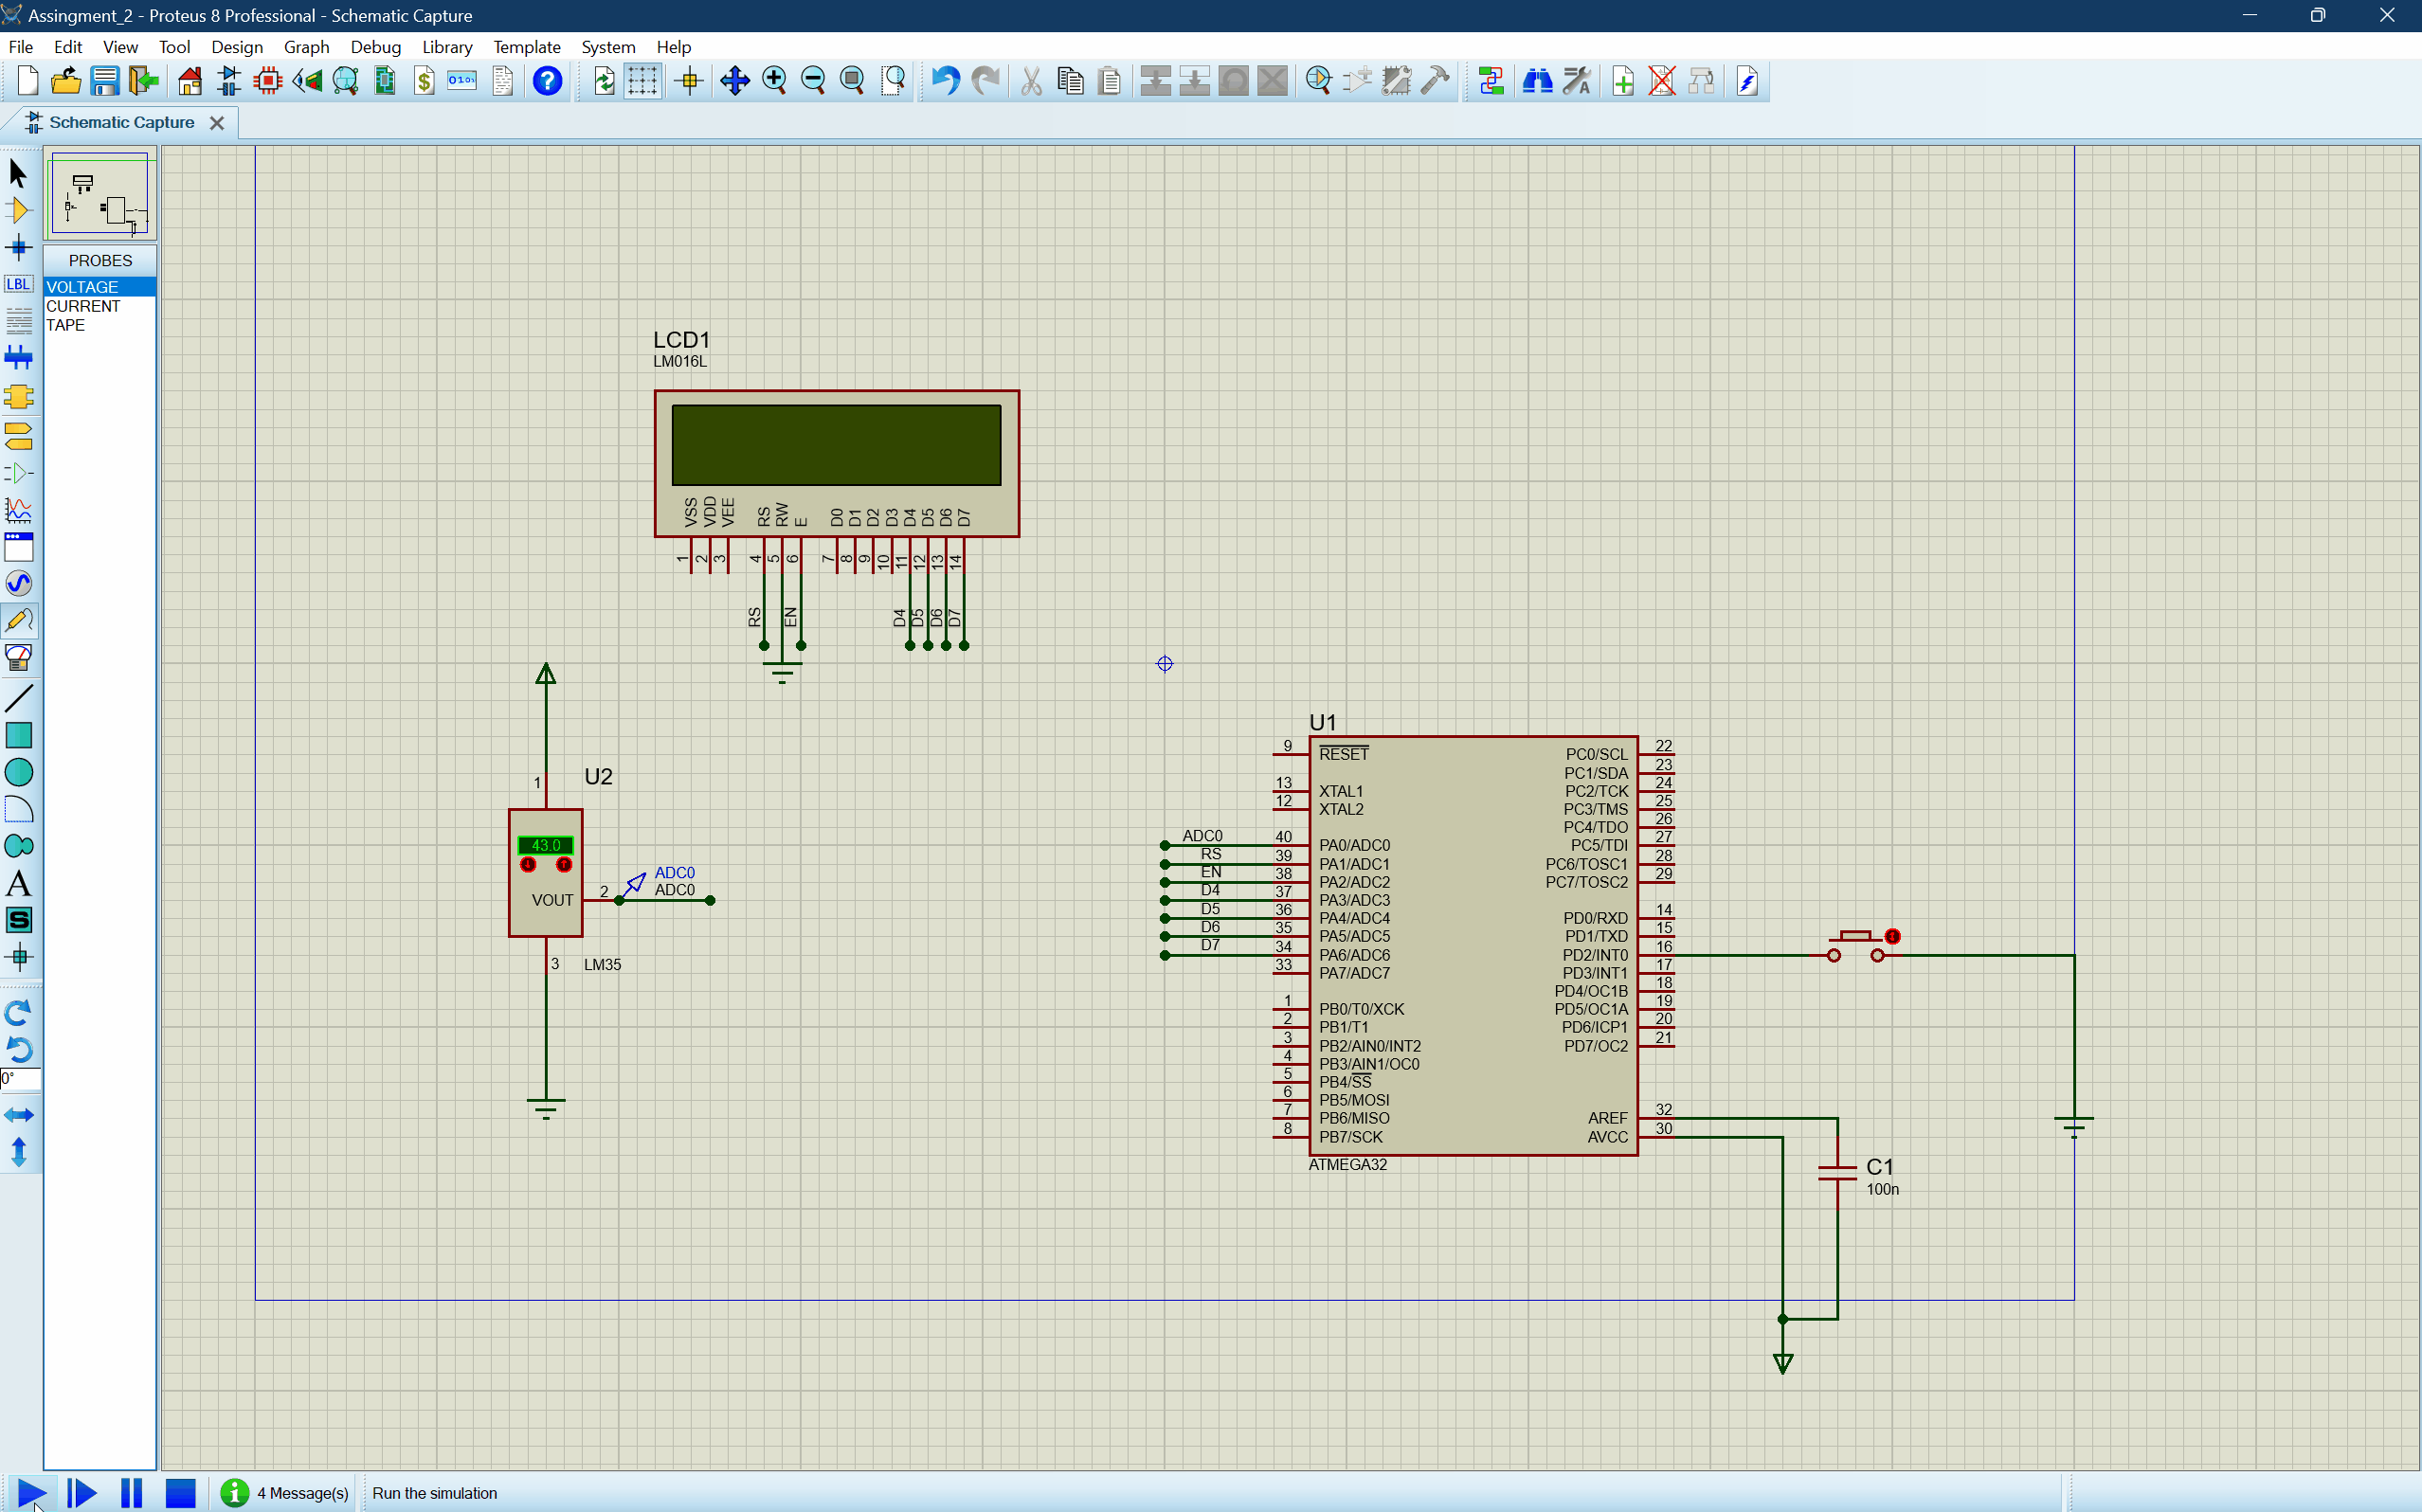 Assingment_2 - Proteus 8 Professional - Schematic Capture
File Edit View Tool Design Graph Debug Library Template System Help
Schematic Capture
PROBES
VOLTAGE
CURRENT
TAPE
LBL
A
S
0°
LCD1
LM016L
VSS VDD VEE RS RW E D0 D1 D2 D3 D4 D5 D6 D7
1 2 3 4 5 6 7 8 9 10 11 12 13 14
RS EN D4 D5 D6 D7
U2
1
43.0
VOUT
2
ADC0
ADC0
3
LM35
U1
9 RESET PC0/SCL 22
PC1/SDA 23
13 XTAL1 PC2/TCK 24
12 XTAL2 PC3/TMS 25
PC4/TDO 26
ADC0 40 PA0/ADC0 PC5/TDI 27
RS 39 PA1/ADC1 PC6/TOSC1 28
EN 38 PA2/ADC2 PC7/TOSC2 29
D4 37 PA3/ADC3
D5 36 PA4/ADC4 PD0/RXD 14
D6 35 PA5/ADC5 PD1/TXD 15
D7 34 PA6/ADC6 PD2/INT0 16
33 PA7/ADC7 PD3/INT1 17
PD4/OC1B 18
1 PB0/T0/XCK PD5/OC1A 19
2 PB1/T1 PD6/ICP1 20
3 PB2/AIN0/INT2 PD7/OC2 21
4 PB3/AIN1/OC0
5 PB4/SS
6 PB5/MOSI
7 PB6/MISO AREF 32
8 PB7/SCK AVCC 30
ATMEGA32
C1
100n
4 Message(s) Run the simulation